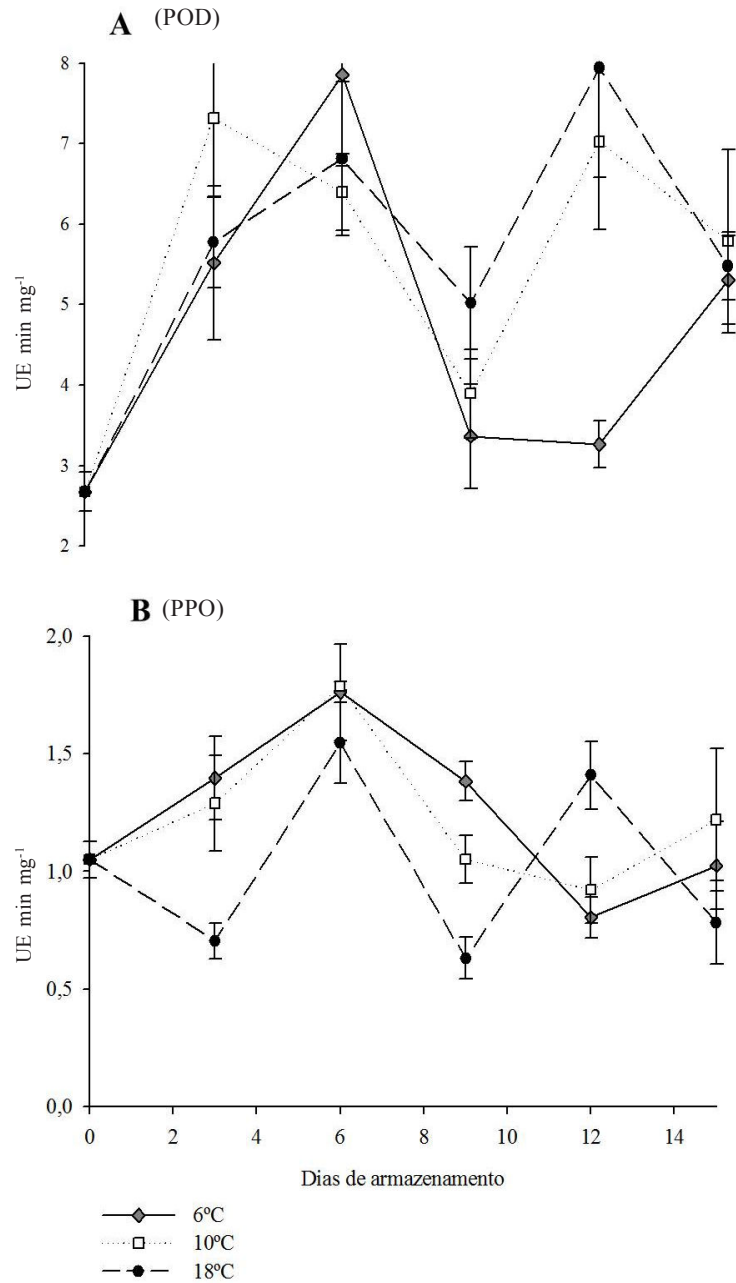 A (POD)
8
7
6
5
4
3
2
UE min mg⁻¹
B (PPO)
2,0
1,5
1,0
0,5
0,0
UE min mg⁻¹
0 2 4 6 8 10 12 14
Dias de armazenamento
6ºC
10ºC
18ºC